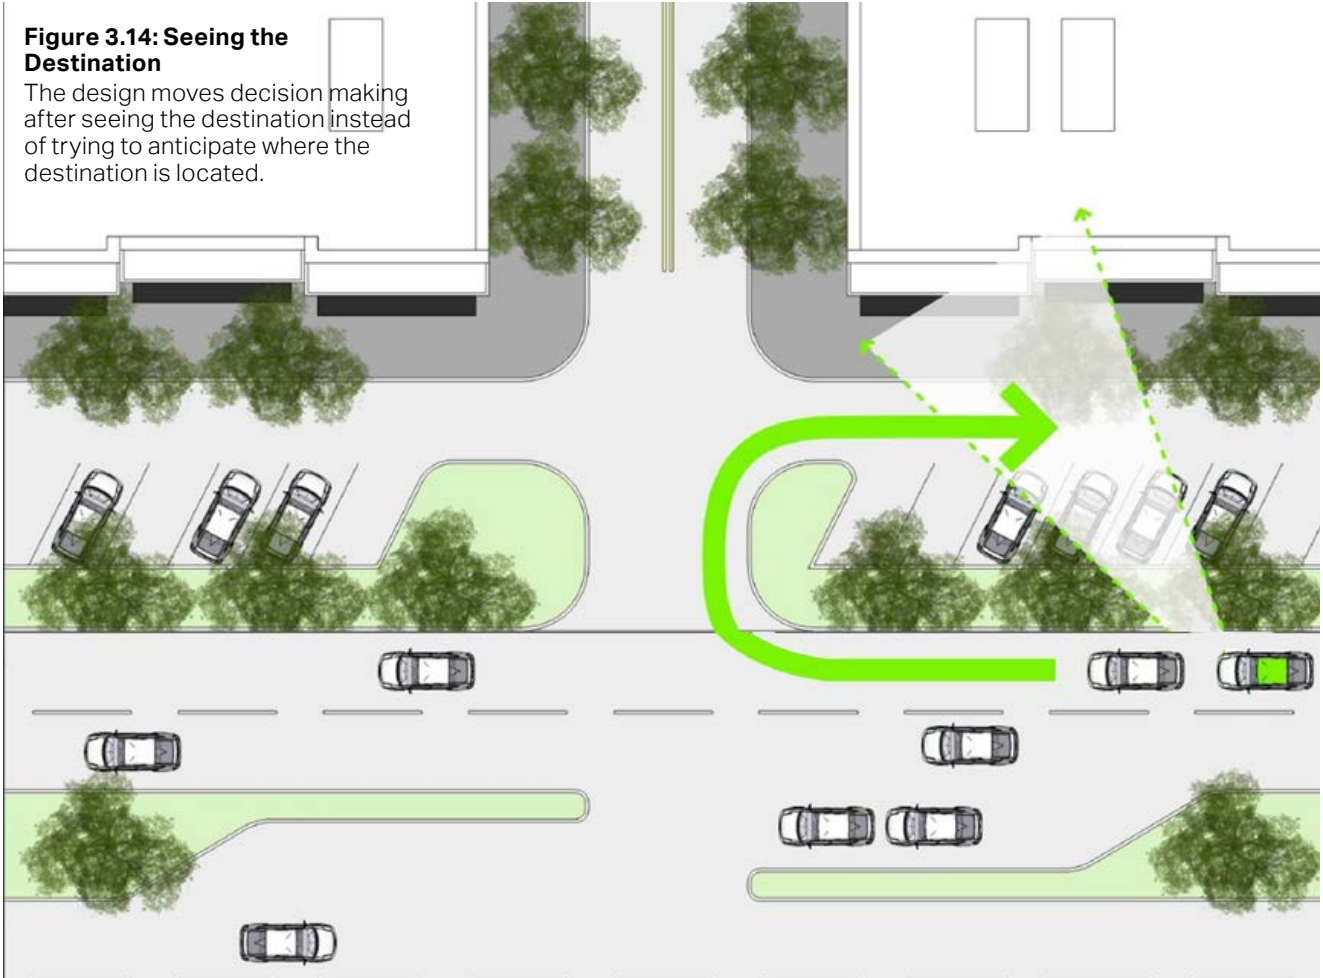 Figure 3.14: Seeing the
Destination
The design moves decision making
after seeing the destination instead
of trying to anticipate where the
destination is located.